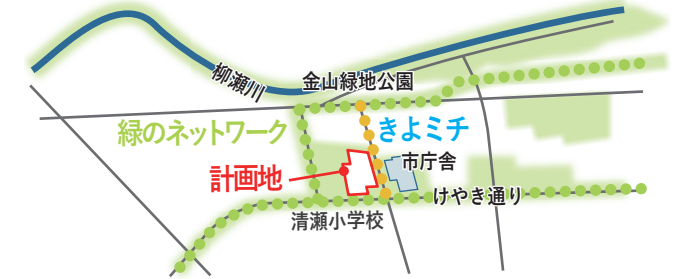 柳瀬川
金山緑地公園
緑のネットワーク
きよミチ
市庁舎
計画地
けやき通り
清瀬小学校